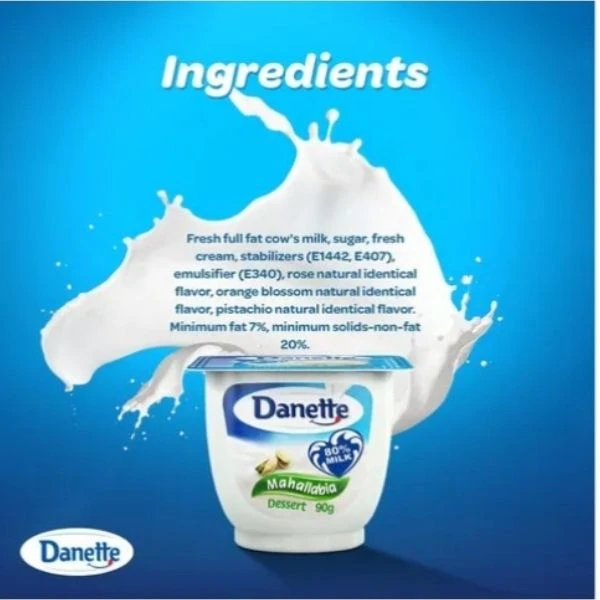 Ingredients
Fresh full fat cow's milk, sugar, fresh
cream, stabilizers (E1442, E407),
emulsifier (E340), rose natural identical
flavor, orange blossom natural identical
flavor, pistachio natural identical flavor.
Minimum fat 7%, minimum solids-non-fat
20%.
Danette
Danette
80%
MILK
Mahallabia
Dessert 90g
Danette